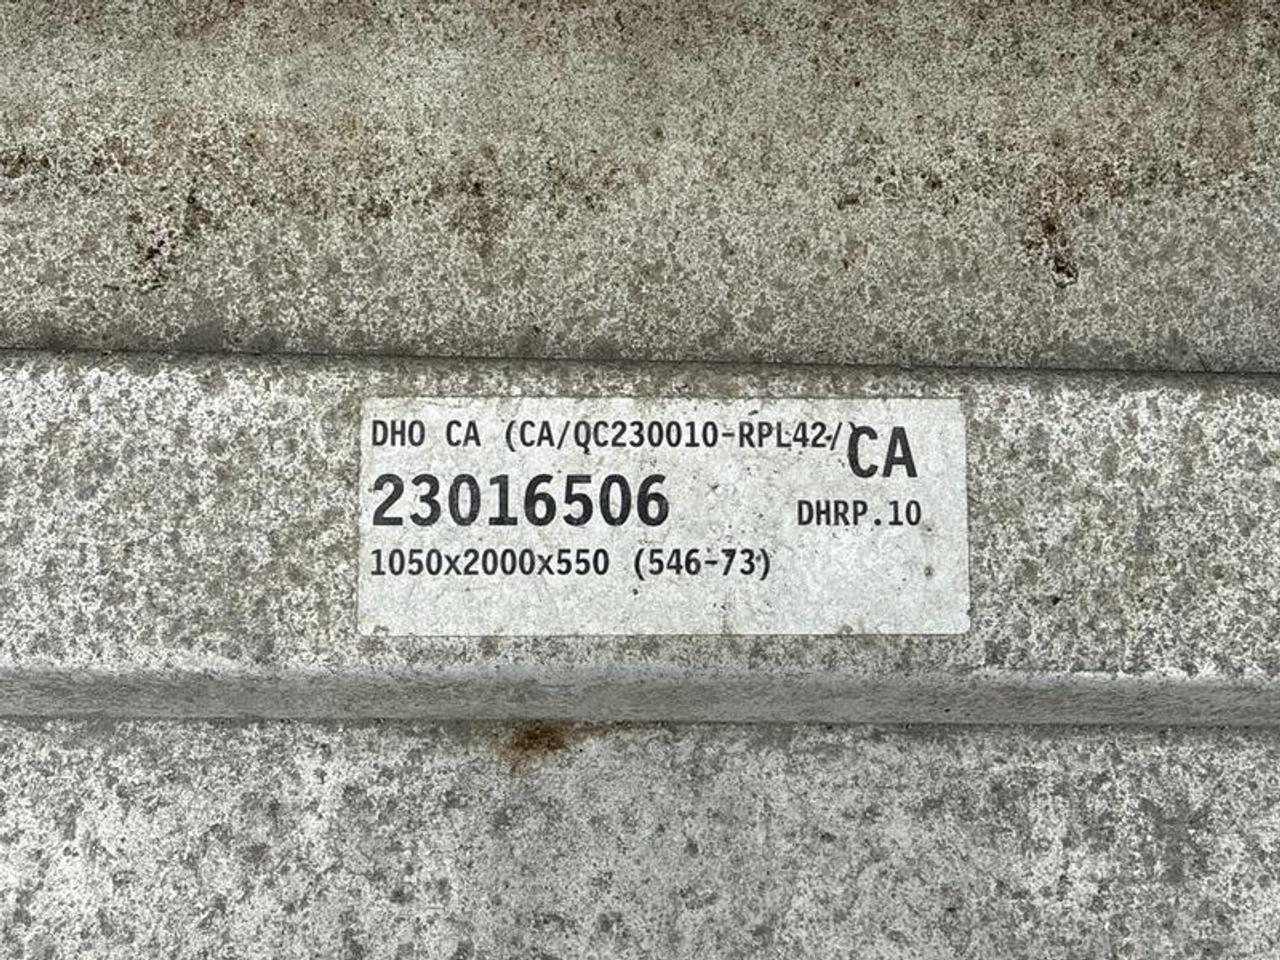 DHO CA (CA/QC230010-RPL42/)
CA
23016506
DHRP.10
1050x2000x550 (546-73)